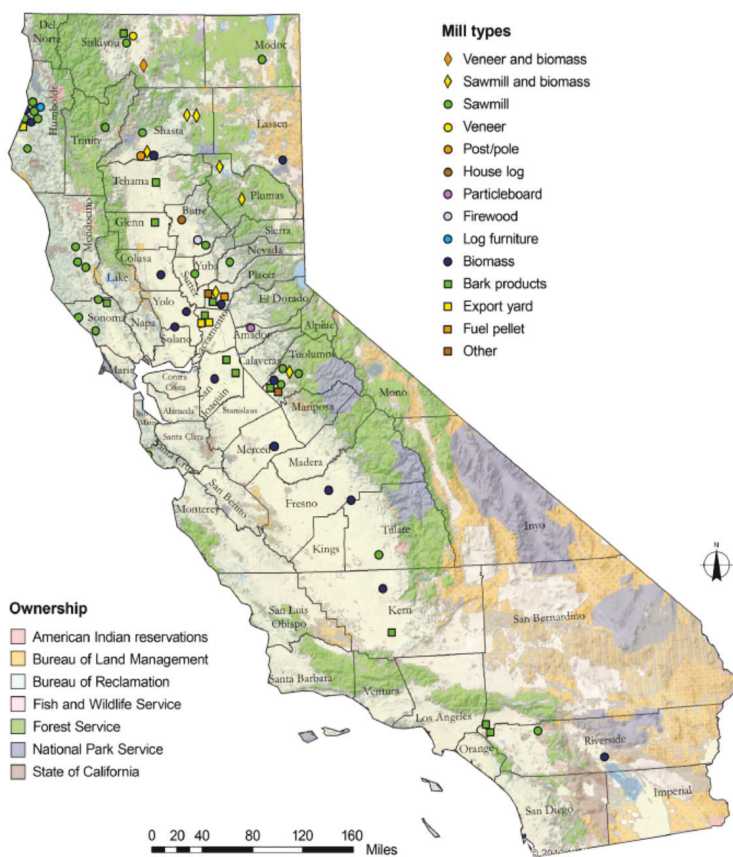 Del
Norte
Siskiyou
Modoc
Humboldt
Trinity
Shasta
Lassen
Tehama
Plumas
Butte
Glenn
Sierra
Mendocino
Colusa
Nevada
Yuba
Lake
Sutter
Placer
Yolo
El Dorado
Sonoma
Napa
Sacramento
Alpine
Solano
Amador
Marin
Calaveras
Tuolumne
Contra
Costa
San
Joaquin
Mono
Alameda
Stanislaus
Mariposa
San
Mateo
Santa Clara
Santa Cruz
Merced
Madera
San Benito
Fresno
Monterey
Inyo
Tulare
Kings
San Luis
Obispo
Kern
San Bernardino
Santa Barbara
Ventura
Los Angeles
Orange
Riverside
San Diego
Imperial
Mill types
Veneer and biomass
Sawmill and biomass
Sawmill
Veneer
Post/pole
House log
Particleboard
Firewood
Log furniture
Biomass
Bark products
Export yard
Fuel pellet
Other
N
Ownership
American Indian reservations
Bureau of Land Management
Bureau of Reclamation
Fish and Wildlife Service
Forest Service
National Park Service
State of California
0 20 40 80 120 160
Miles